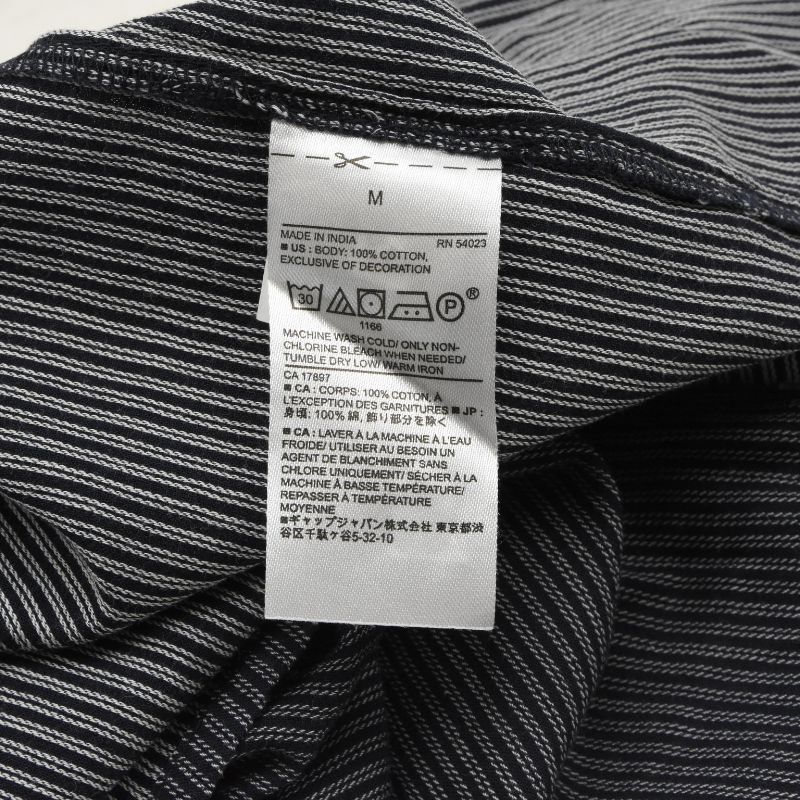 M
MADE IN INDIA RN 54023
■ US : BODY: 100% COTTON,
EXCLUSIVE OF DECORATION
30 P ®
1166
MACHINE WASH COLD/ ONLY NON-
CHLORINE BLEACH WHEN NEEDED/
TUMBLE DRY LOW/ WARM IRON
CA 17897
■ CA : CORPS: 100% COTON, À
L'EXCEPTION DES GARNITURES ■ JP :
身頃: 100% 綿, 飾り部分を除く
■ CA : LAVER À LA MACHINE À L'EAU
FROIDE/ UTILISER AU BESOIN UN
AGENT DE BLANCHIMENT SANS
CHLORE UNIQUEMENT/ SÉCHER À LA
MACHINE À BASSE TEMPÉRATURE/
REPASSER À TEMPÉRATURE
MOYENNE
■ギャップジャパン株式会社 東京都渋
谷区千駄ケ谷5-32-10